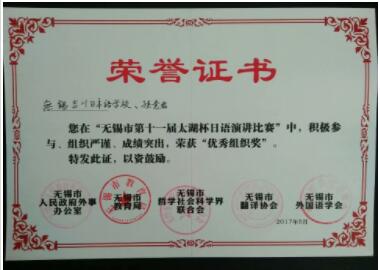 荣誉证书
无锡吉川日本语学校、
您在“无锡市第十一届太湖杯日语演讲比赛”中，积极参
与、组织严谨、成绩突出，荣获“优秀组织奖”。
特发此证，以资鼓励。
无锡市人民政府外事办公室
无锡市教育局
无锡市哲学社会科学界联合会
无锡市翻译协会
无锡市外国语学会
2017年5月